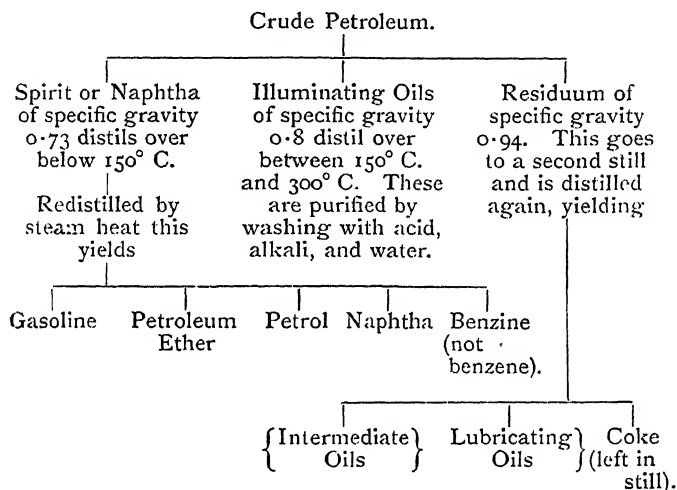 Crude Petroleum.
Spirit or Naphtha
of specific gravity
0·73 distils over
below 150° C.
Redistilled by
steam heat this
yields
Illuminating Oils
of specific gravity
0·8 distil over
between 150° C.
and 300° C. These
are purified by
washing with acid,
alkali, and water.
Residuum of
specific gravity
0·94. This goes
to a second still
and is distilled
again, yielding
Gasoline
Petroleum
Ether
Petrol
Naphtha
Benzine
(not
benzene).
{Intermediate
Oils}
Lubricating
Oils}
Coke
(left in
still).